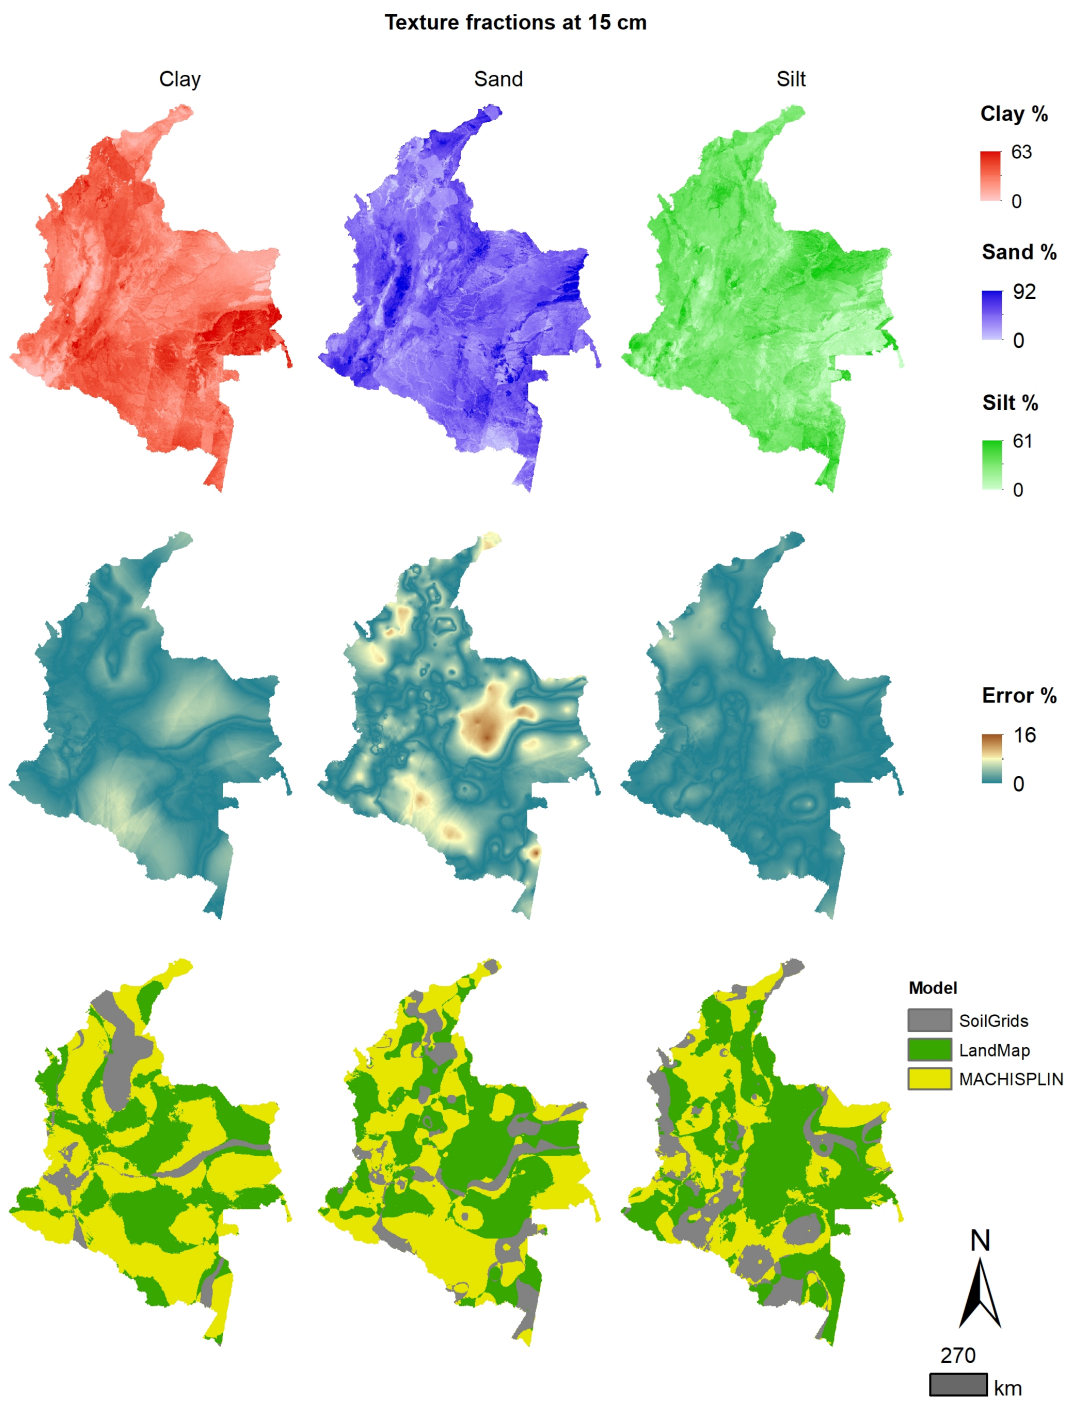 Texture fractions at 15 cm
Clay
Sand
Silt
Clay %
63
0
Sand %
92
0
Silt %
61
0
Error %
16
0
Model
SoilGrids
LandMap
MACHISPLIN
N
270
km